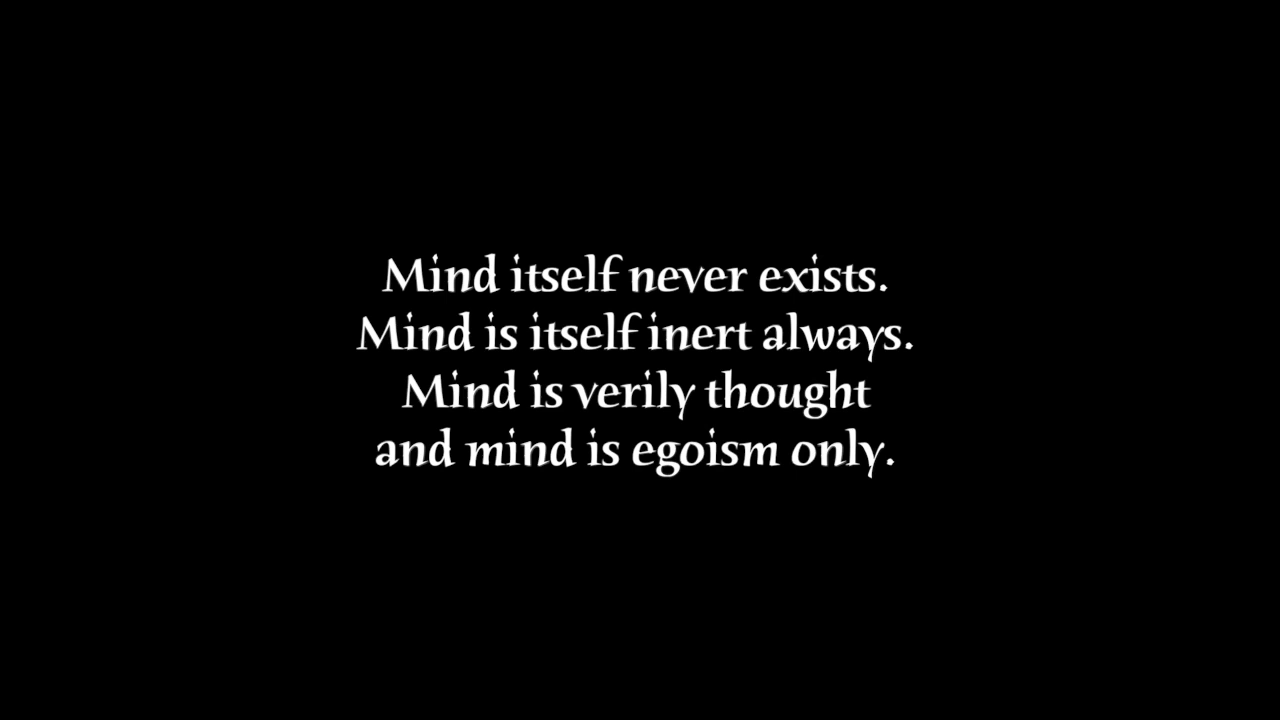 Mind itself never exists.
Mind is itself inert always.
Mind is verily thought
and mind is egoism only.